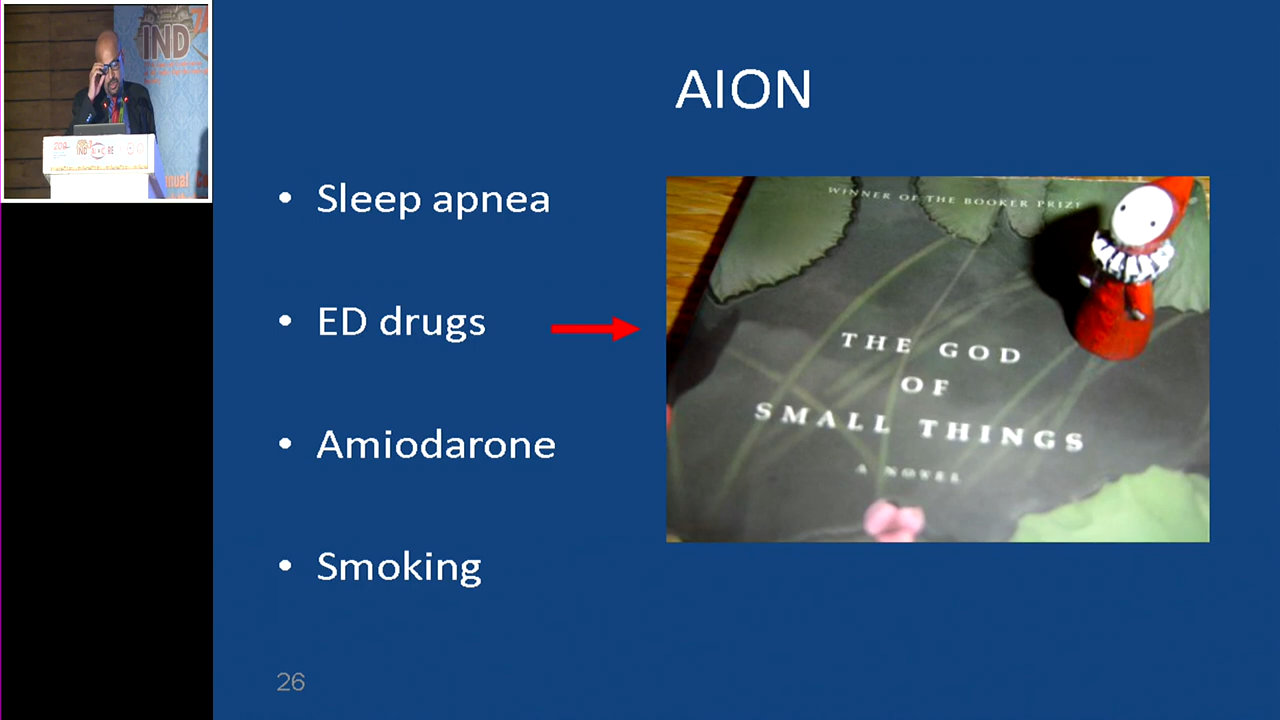 IND
AION
• Sleep apnea
• ED drugs
• Amiodarone
• Smoking
WINNER OF THE BOOKER PRIZE
THE GOD
OF
SMALL THINGS
A NOVEL
26